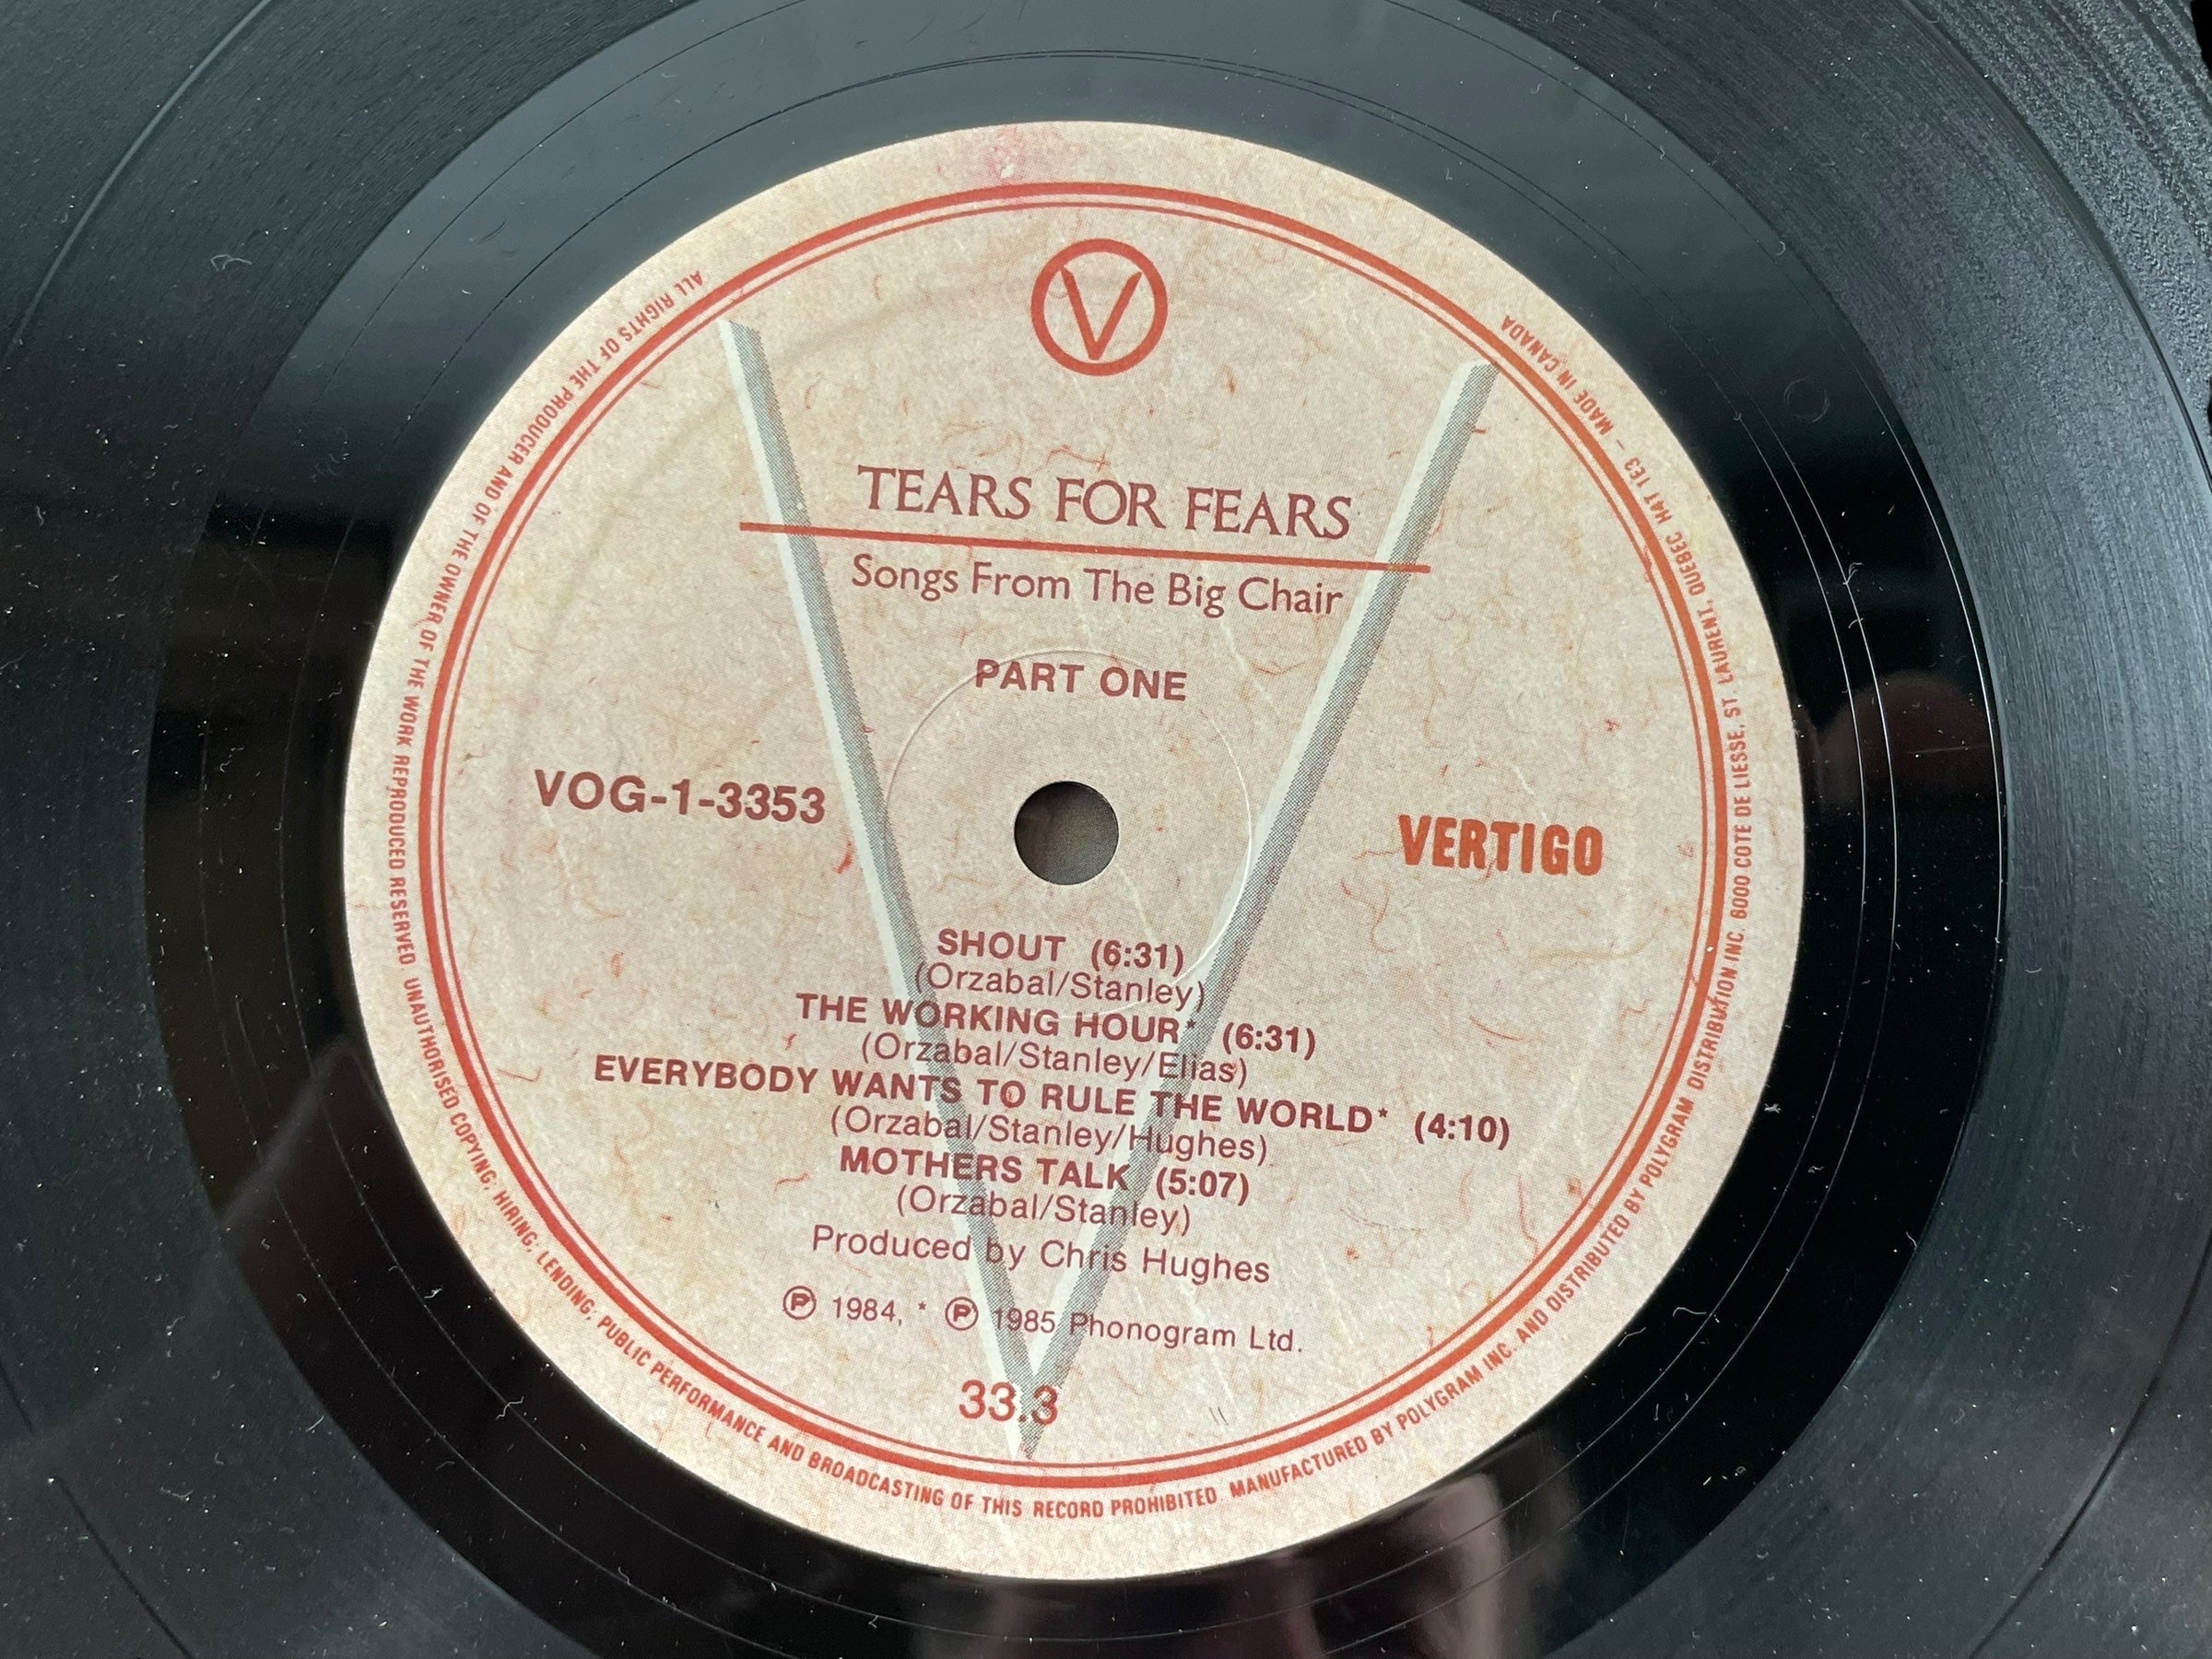 V
TEARS FOR FEARS
Songs From The Big Chair
PART ONE
VOG-1-3353
VERTIGO
SHOUT (6:31)
(Orzabal/Stanley)
THE WORKING HOUR* (6:31)
(Orzabal/Stanley/Elias)
EVERYBODY WANTS TO RULE THE WORLD* (4:10)
(Orzabal/Stanley/Hughes)
MOTHERS TALK (5:07)
(Orzabal/Stanley)
Produced by Chris Hughes
Ⓟ 1984, * Ⓟ 1985 Phonogram Ltd.
33.3
ALL RIGHTS OF THE PRODUCER AND OF THE OWNER OF THE WORK REPRODUCED RESERVED. UNAUTHORISED COPYING, HIRING, LENDING, PUBLIC PERFORMANCE AND BROADCASTING OF THIS RECORD PROHIBITED. MANUFACTURED BY POLYGRAM INC. AND DISTRIBUTED BY POLYGRAM DISTRIBUTION INC. 6000 COTE DE LIESSE, ST. LAURENT, QUEBEC H4T 1E3 – MADE IN CANADA